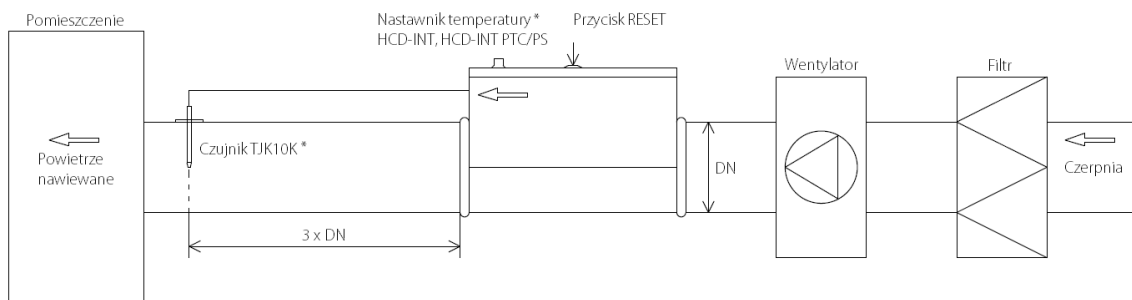 Pomieszczenie
Nastawnik temperatury *
HCD-INT, HCD-INT PTC/PS
Przycisk RESET
Wentylator
Filtr
Czujnik TJK10K *
Powietrze
nawiewane
DN
Czerpnia
3 x DN